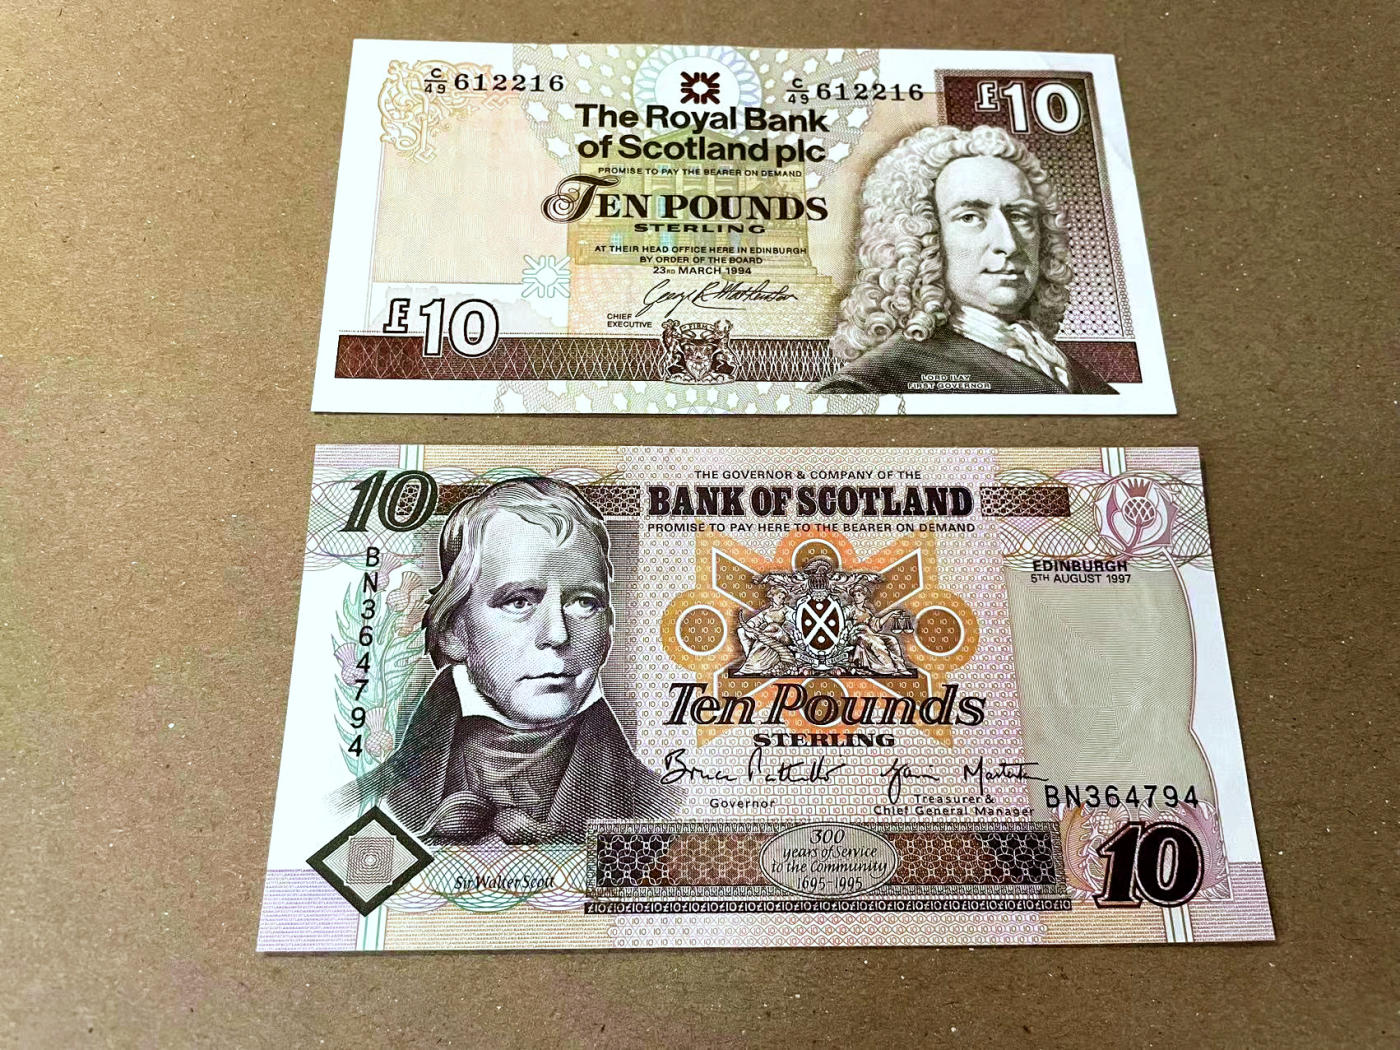 C/49 612216
C/49 612216
£10
The Royal Bank
of Scotland plc
PROMISE TO PAY THE BEARER ON DEMAND
TEN POUNDS
STERLING
AT THEIR HEAD OFFICE HERE IN EDINBURGH
BY ORDER OF THE BOARD
23RD MARCH 1994
CHIEF
EXECUTIVE
£10
LORD ILAY
FIRST GOVERNOR
10
THE GOVERNOR & COMPANY OF THE
BANK OF SCOTLAND
PROMISE TO PAY HERE TO THE BEARER ON DEMAND
EDINBURGH
5TH AUGUST 1997
BN364794
Ten Pounds
STERLING
Governor
Treasurer &
Chief General Manager
BN364794
10
300
years of Service
to the Community
1695-1995
Sir Walter Scott